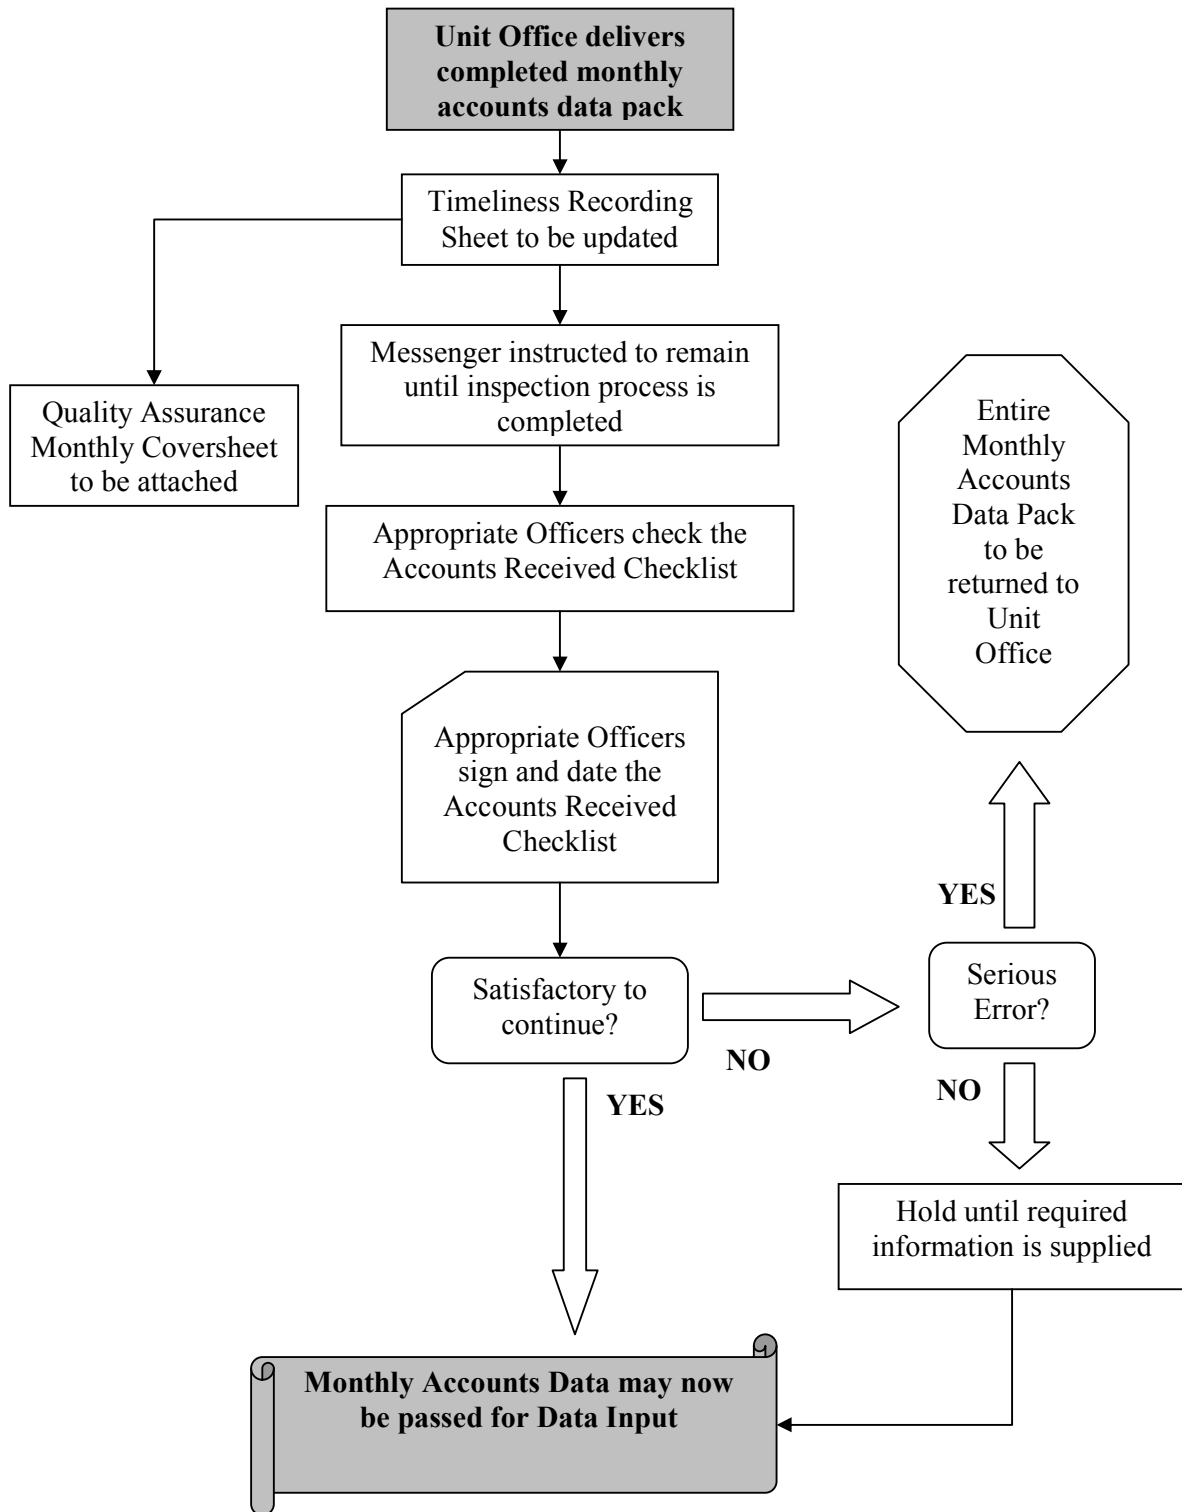 Unit Office delivers
completed monthly
accounts data pack
Timeliness Recording
Sheet to be updated
Messenger instructed to remain
until inspection process is
completed
Quality Assurance
Monthly Coversheet
to be attached
Appropriate Officers check the
Accounts Received Checklist
Entire
Monthly
Accounts
Data Pack
to be
returned to
Unit
Office
Appropriate Officers
sign and date the
Accounts Received
Checklist
YES
Satisfactory to
continue?
NO
Serious
Error?
YES
NO
Hold until required
information is supplied
Monthly Accounts Data may now
be passed for Data Input